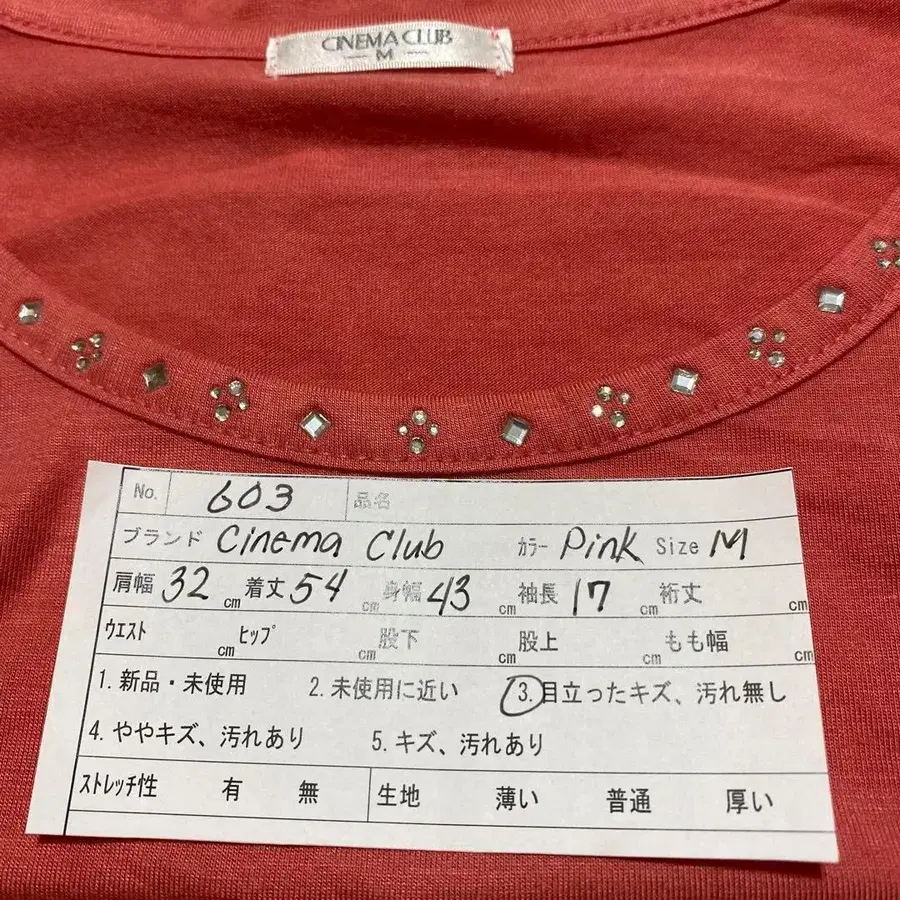 CINEMA CLUB
— M —
No. 603 品名
ブランド Cinema Club カラー Pink Size M
肩幅 32 cm 着丈 54 cm 身幅 43 cm 袖長 17 cm 裄丈 cm
ウエスト cm ヒップ cm 股下 cm 股上 cm もも幅 cm
1. 新品・未使用 2. 未使用に近い 3. 目立ったキズ、汚れ無し
4. ややキズ、汚れあり 5. キズ、汚れあり
ストレッチ性 有 無 生地 薄い 普通 厚い